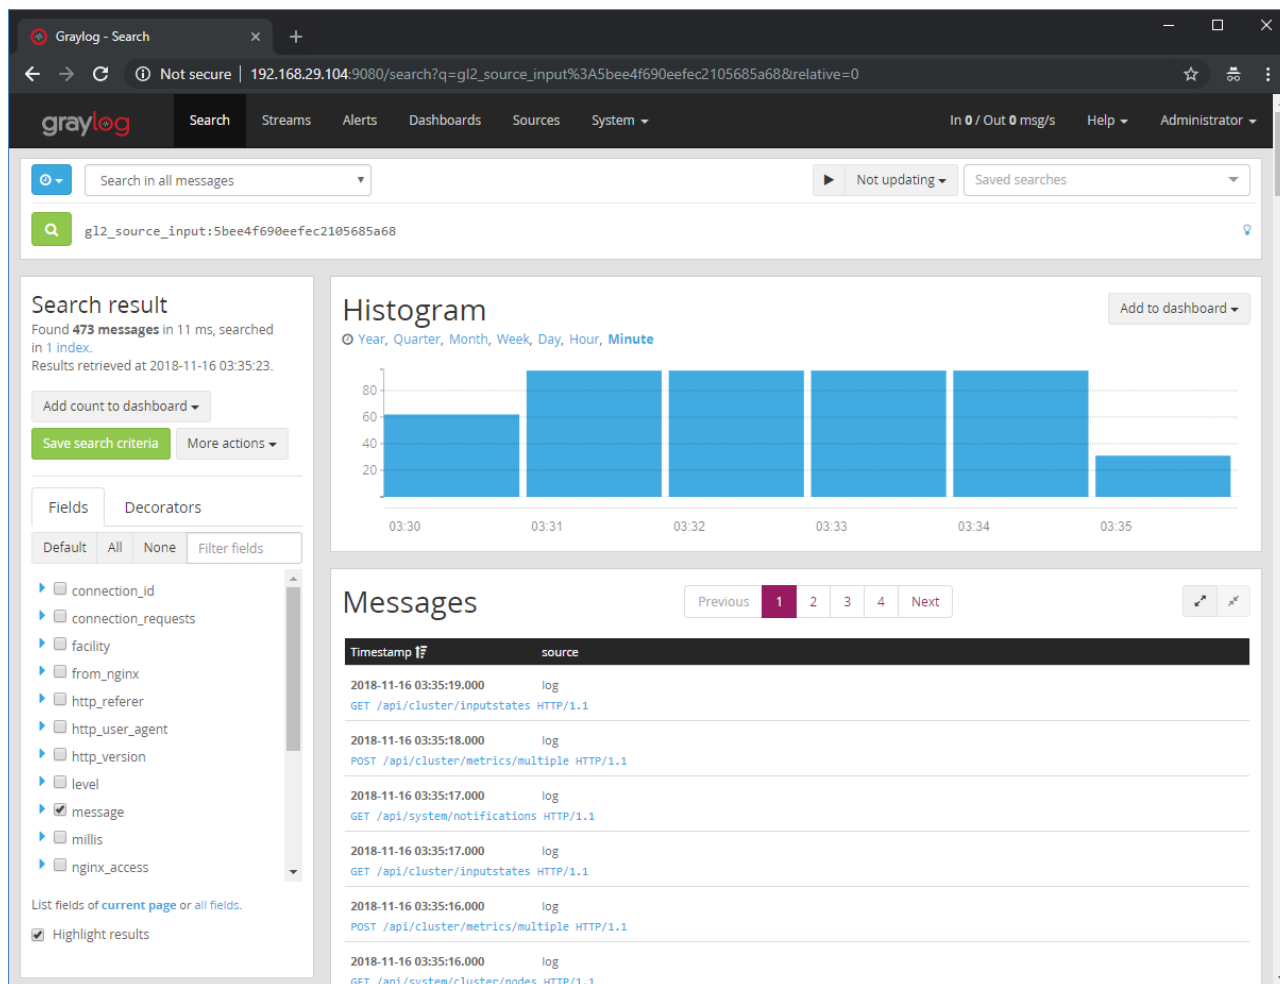 Graylog - Search
Not secure | 192.168.29.104:9080/search?q=gl2_source_input%3A5bee4f690eefec2105685a68&relative=0
graylog Search Streams Alerts Dashboards Sources System In 0 / Out 0 msg/s Help Administrator
Search in all messages Not updating Saved searches
gl2_source_input:5bee4f690eefec2105685a68
Search result
Found 473 messages in 11 ms, searched
in 1 index.
Results retrieved at 2018-11-16 03:35:23.
Add count to dashboard
Save search criteria More actions
Fields Decorators
Default All None Filter fields
connection_id
connection_requests
facility
from_nginx
http_referer
http_user_agent
http_version
level
message
millis
nginx_access
List fields of current page or all fields.
Highlight results
Histogram
Add to dashboard
Year, Quarter, Month, Week, Day, Hour, Minute
80
60
40
20
03:30 03:31 03:32 03:33 03:34 03:35
Messages
Previous 1 2 3 4 Next
Timestamp source
2018-11-16 03:35:19.000 log
GET /api/cluster/inputstates HTTP/1.1
2018-11-16 03:35:18.000 log
POST /api/cluster/metrics/multiple HTTP/1.1
2018-11-16 03:35:17.000 log
GET /api/system/notifications HTTP/1.1
2018-11-16 03:35:17.000 log
GET /api/cluster/inputstates HTTP/1.1
2018-11-16 03:35:16.000 log
POST /api/cluster/metrics/multiple HTTP/1.1
2018-11-16 03:35:16.000 log
GET /api/system/cluster/nodes HTTP/1.1